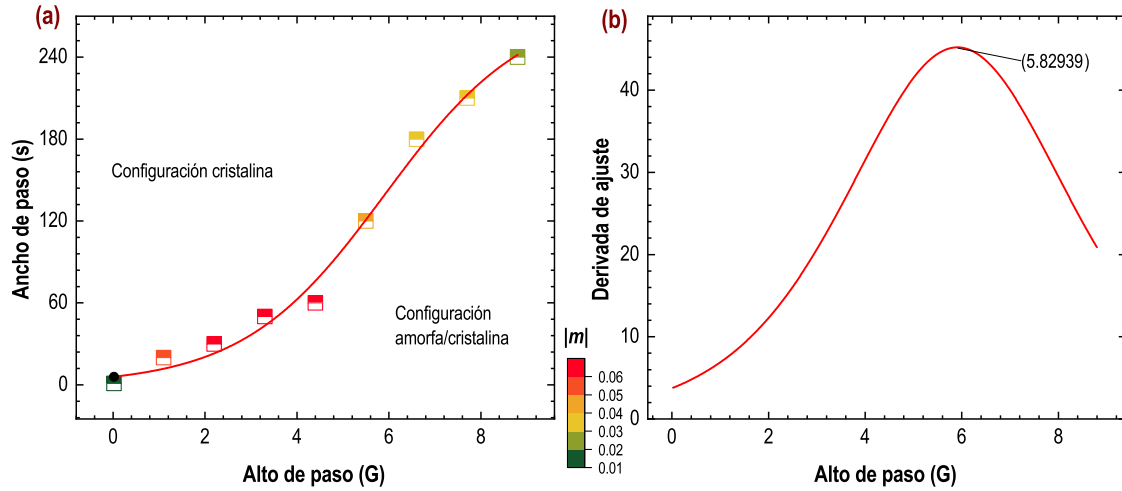 (a)
Ancho de paso (s)
240
180
120
60
0
Configuración cristalina
Configuración
amorfa/cristalina
0
2
4
6
8
Alto de paso (G)
|m|
0.06
0.05
0.04
0.03
0.02
0.01
(b)
Derivada de ajuste
40
30
20
10
0
(5.82939)
0
2
4
6
8
Alto de paso (G)